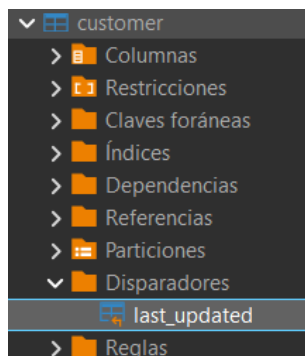 customer
Columnas
Restricciones
Claves foráneas
Índices
Dependencias
Referencias
Particiones
Disparadores
last_updated
Reglas